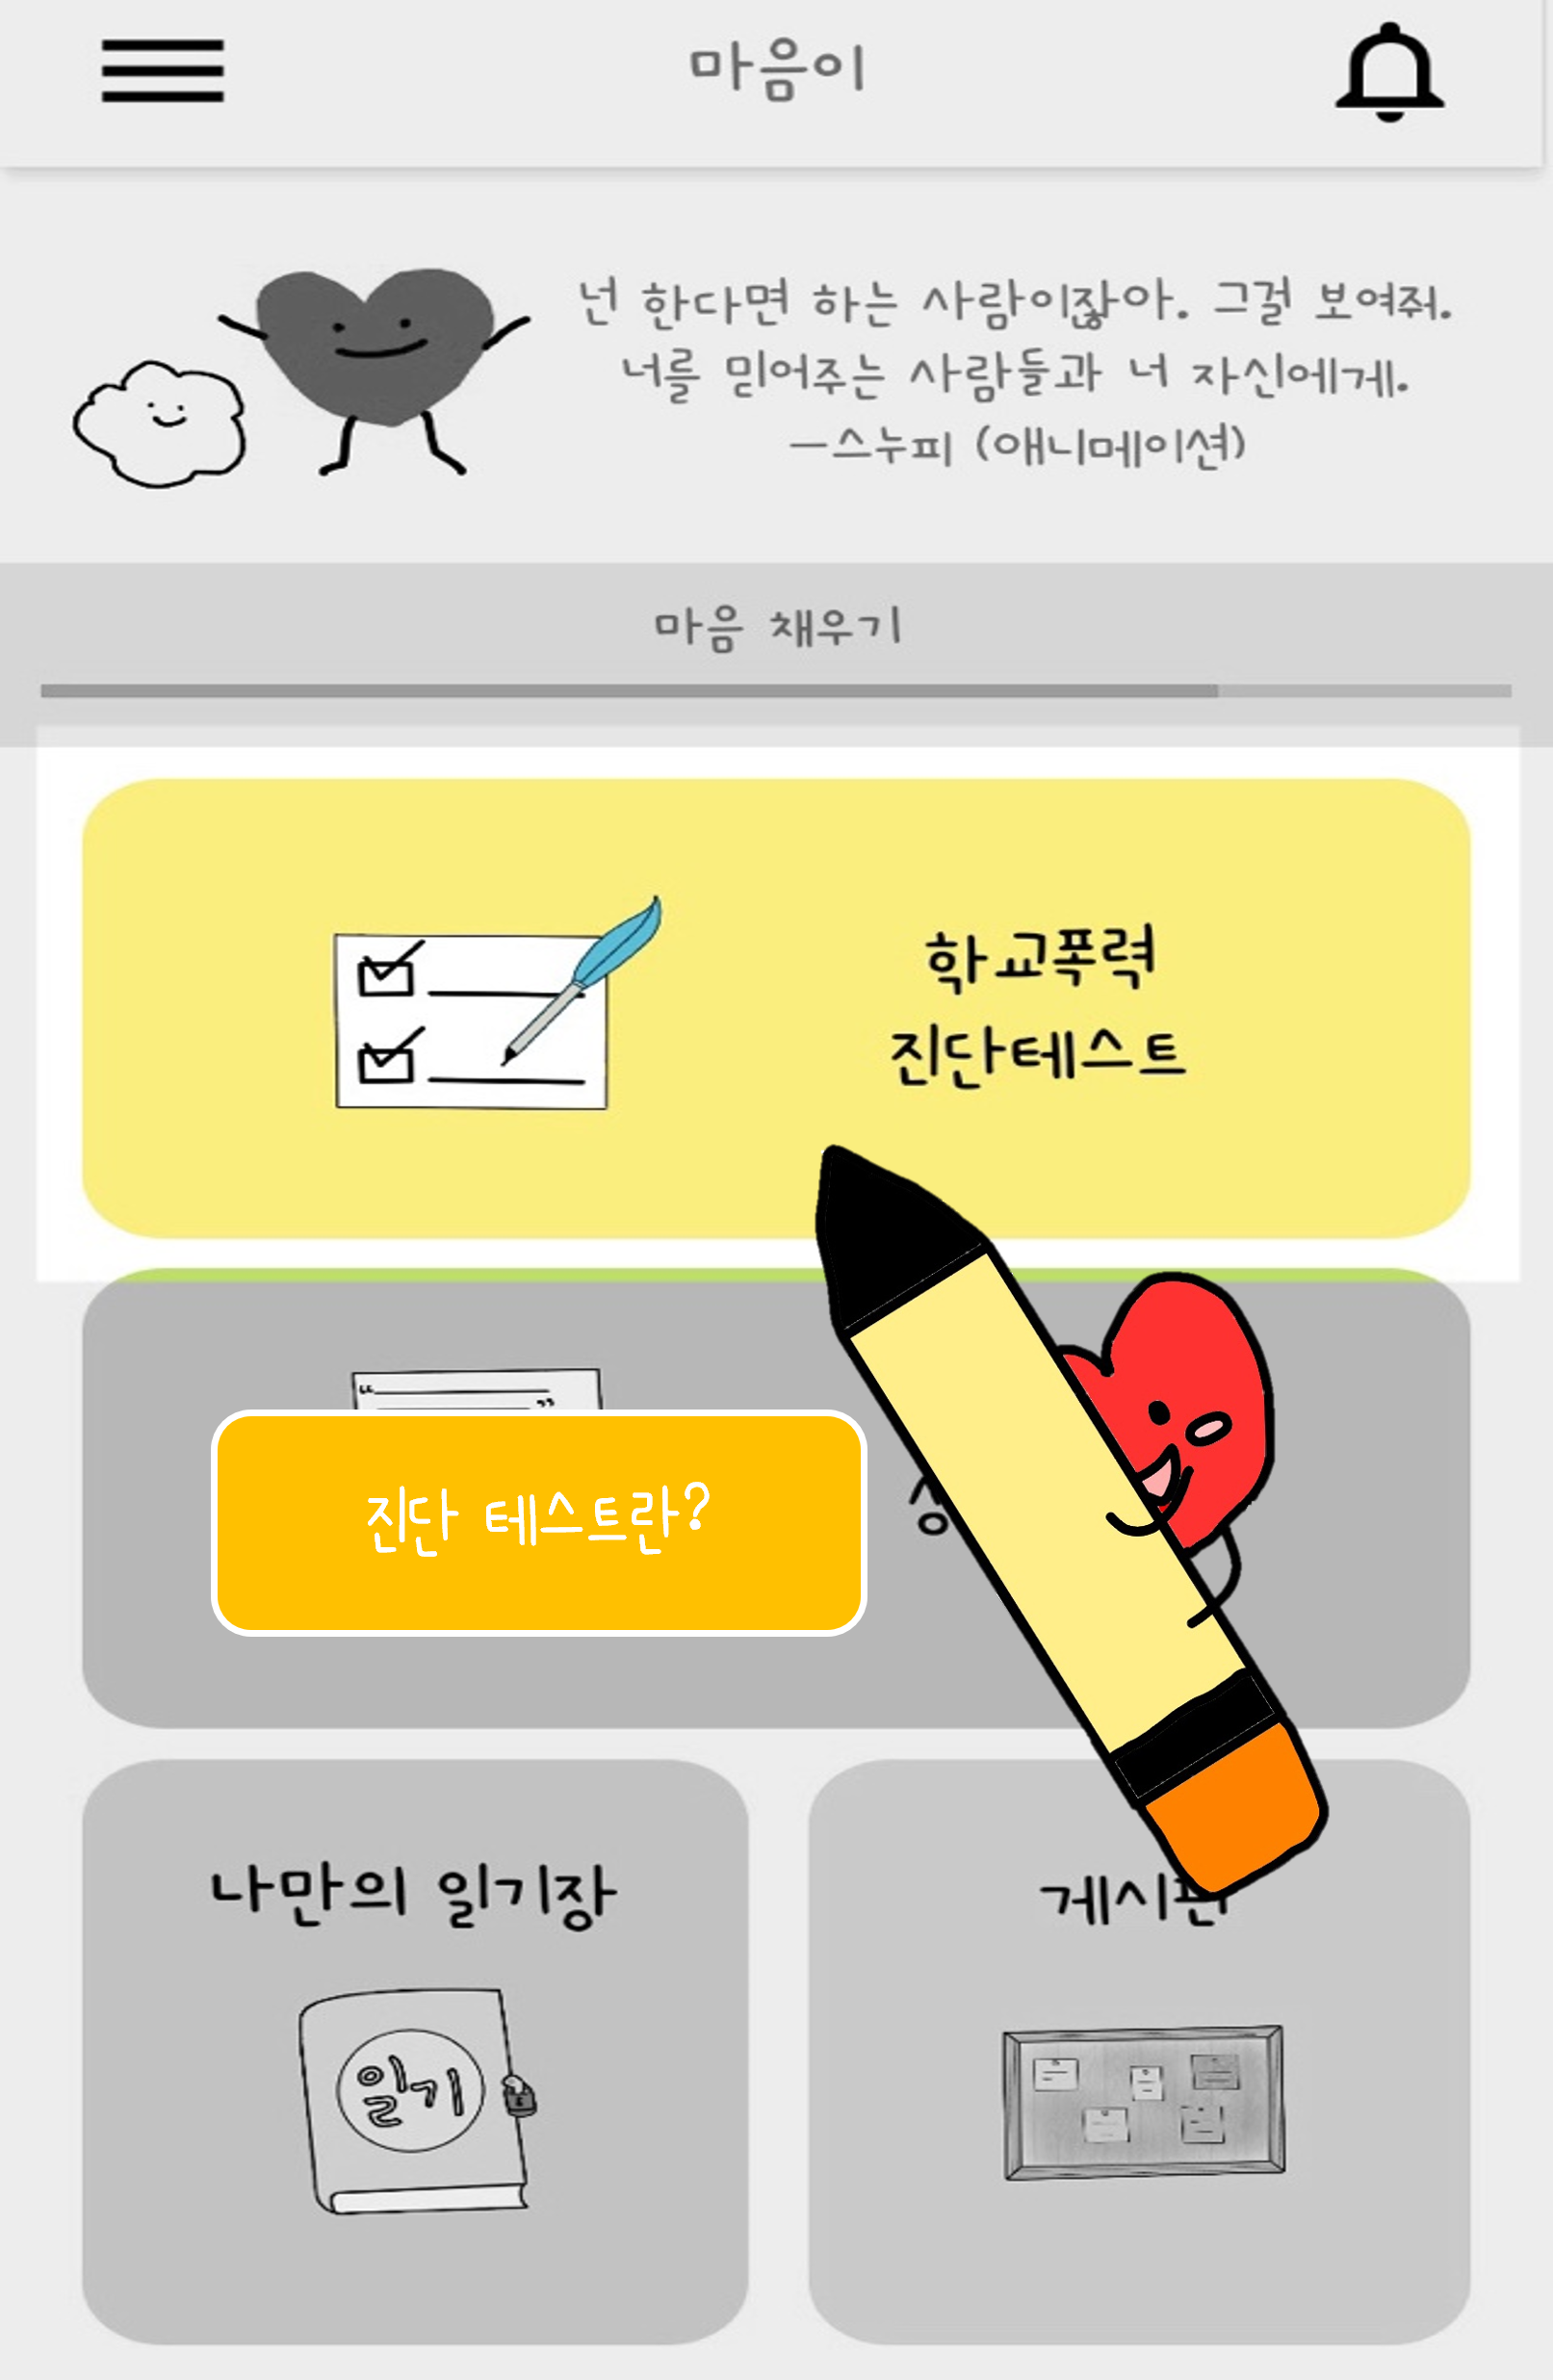 마음이
넌 한다면 하는 사람이잖아. 그걸 보여줘.
너를 믿어주는 사람들과 너 자신에게.
—스누피 (애니메이션)
마음 채우기
학교폭력
진단테스트
진단 테스트란?
나만의 일기장
게시판
일기